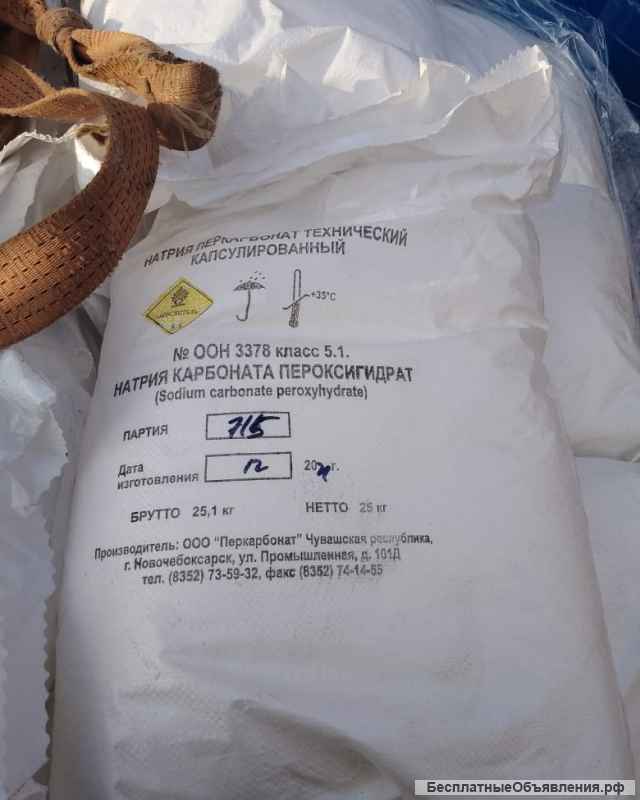 НАТРИЯ ПЕРКАРБОНАТ ТЕХНИЧЕСКИЙ
КАПСУЛИРОВАННЫЙ
+35°C
ОКИСЛИТЕЛЬ
№ ООН 3378 класс 5.1.
НАТРИЯ КАРБОНАТА ПЕРОКСИГИДРАТ
(Sodium carbonate peroxyhydrate)
ПАРТИЯ 715
Дата
изготовления 20 г.
БРУТТО 25,1 кг НЕТТО 25 кг
Производитель: ООО "Перкарбонат" Чувашская республика,
г. Новочебоксарск, ул. Промышленная, д. 101Д
тел. (8352) 73-59-32, факс (8352) 74-14-55
БесплатныеОбъявления.рф